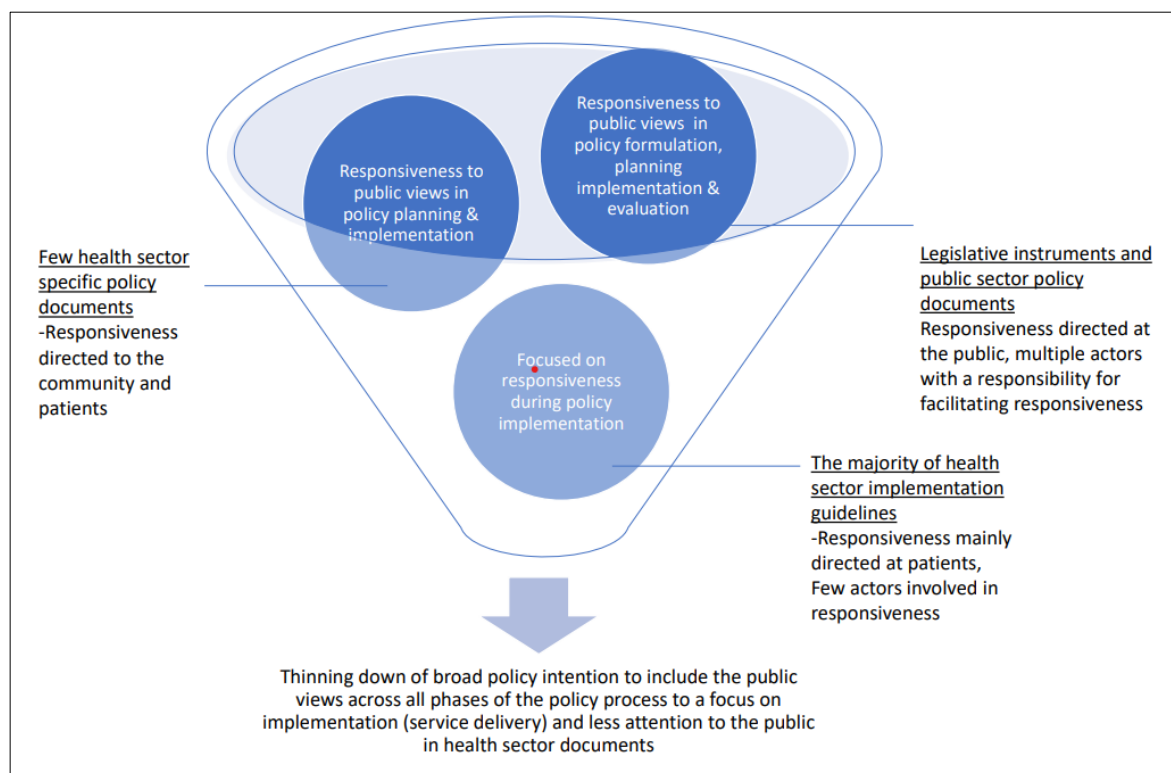 Responsiveness to
public views in
policy formulation,
planning
implementation
& evaluation
Responsiveness to
public views in
policy planning &
implementation
Few health sector
specific policy
documents
-Responsiveness
directed to the
community and
patients
Legislative instruments and
public sector policy
documents
Responsiveness directed at
the public, multiple actors
with a responsibility for
facilitating responsiveness
Focused on
responsiveness
during policy
implementation
The majority of health
sector implementation
guidelines
-Responsiveness mainly
directed at patients,
Few actors involved in
responsiveness
Thinning down of broad policy intention to include the public
views across all phases of the policy process to a focus on
implementation (service delivery) and less attention to the public
in health sector documents